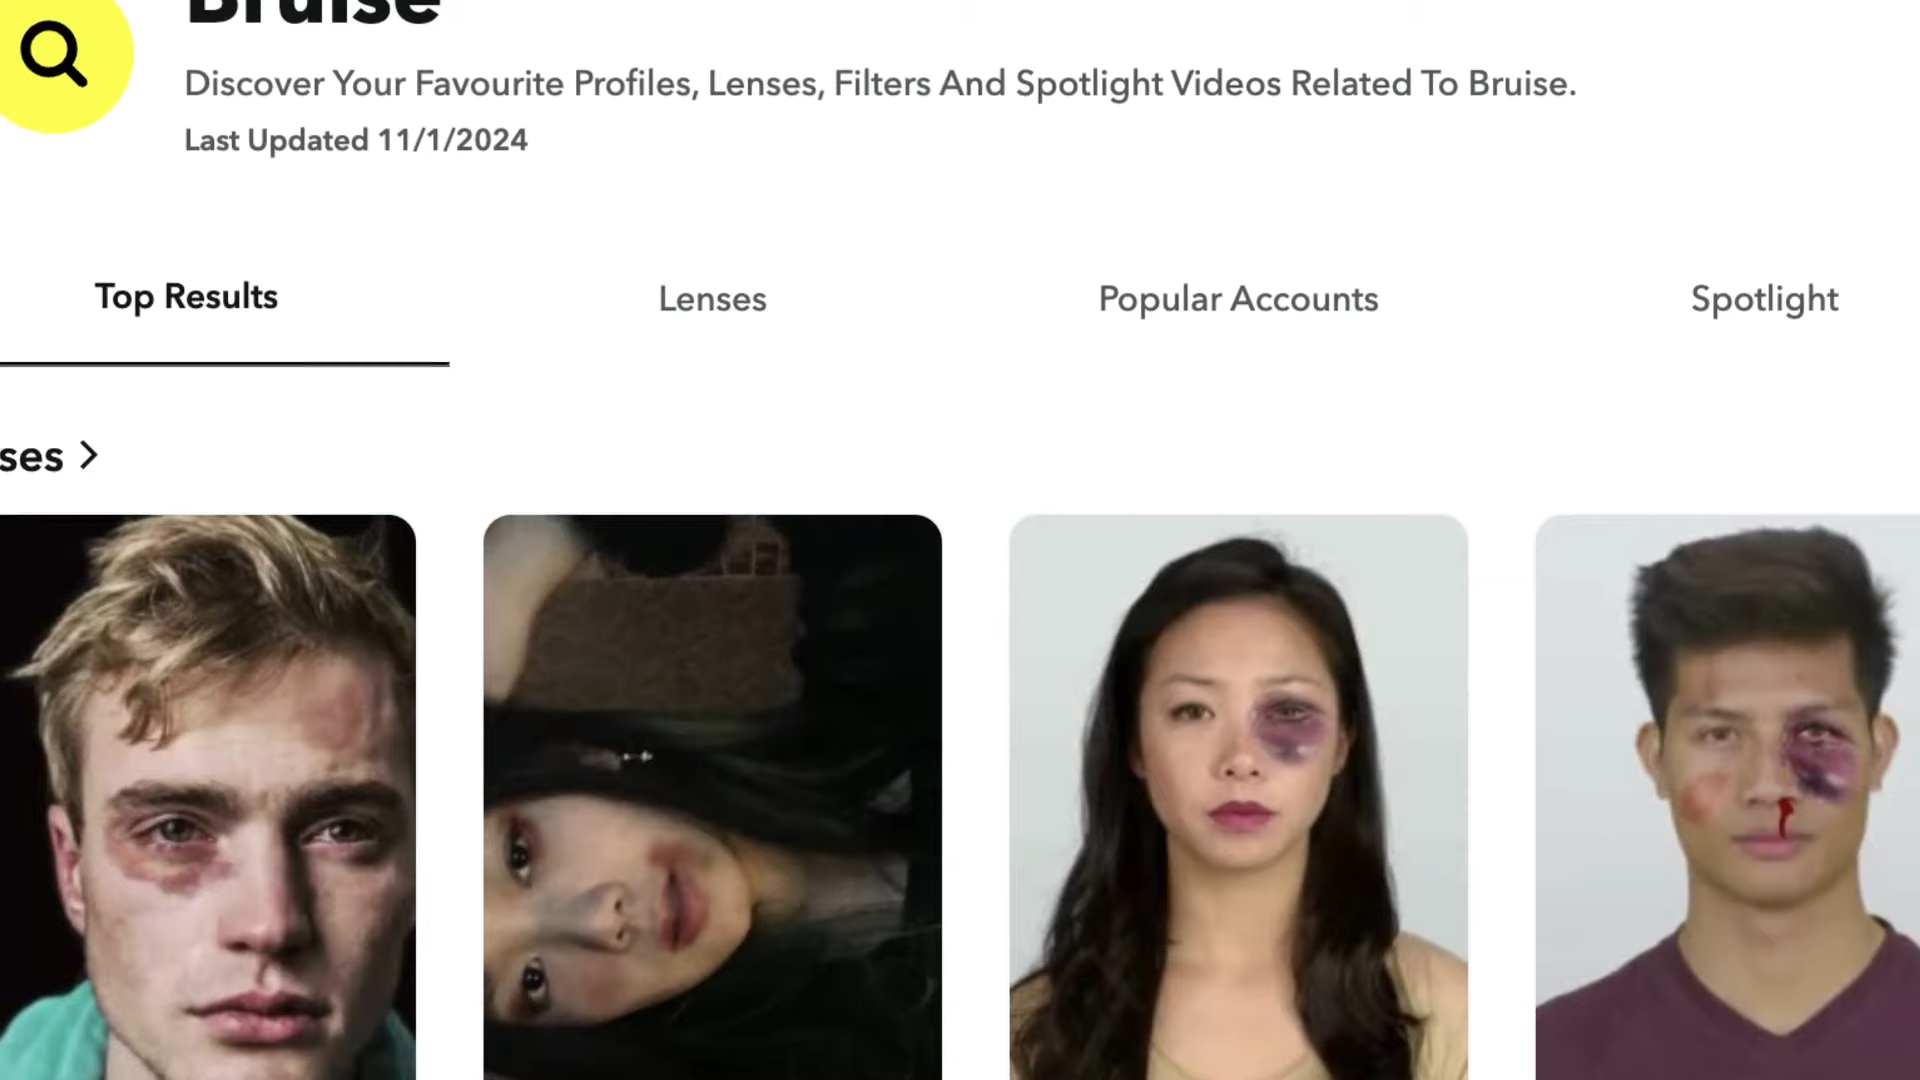 Bruise
Discover Your Favourite Profiles, Lenses, Filters And Spotlight Videos Related To Bruise.
Last Updated 11/1/2024
Top Results
Lenses
Popular Accounts
Spotlight
ses >